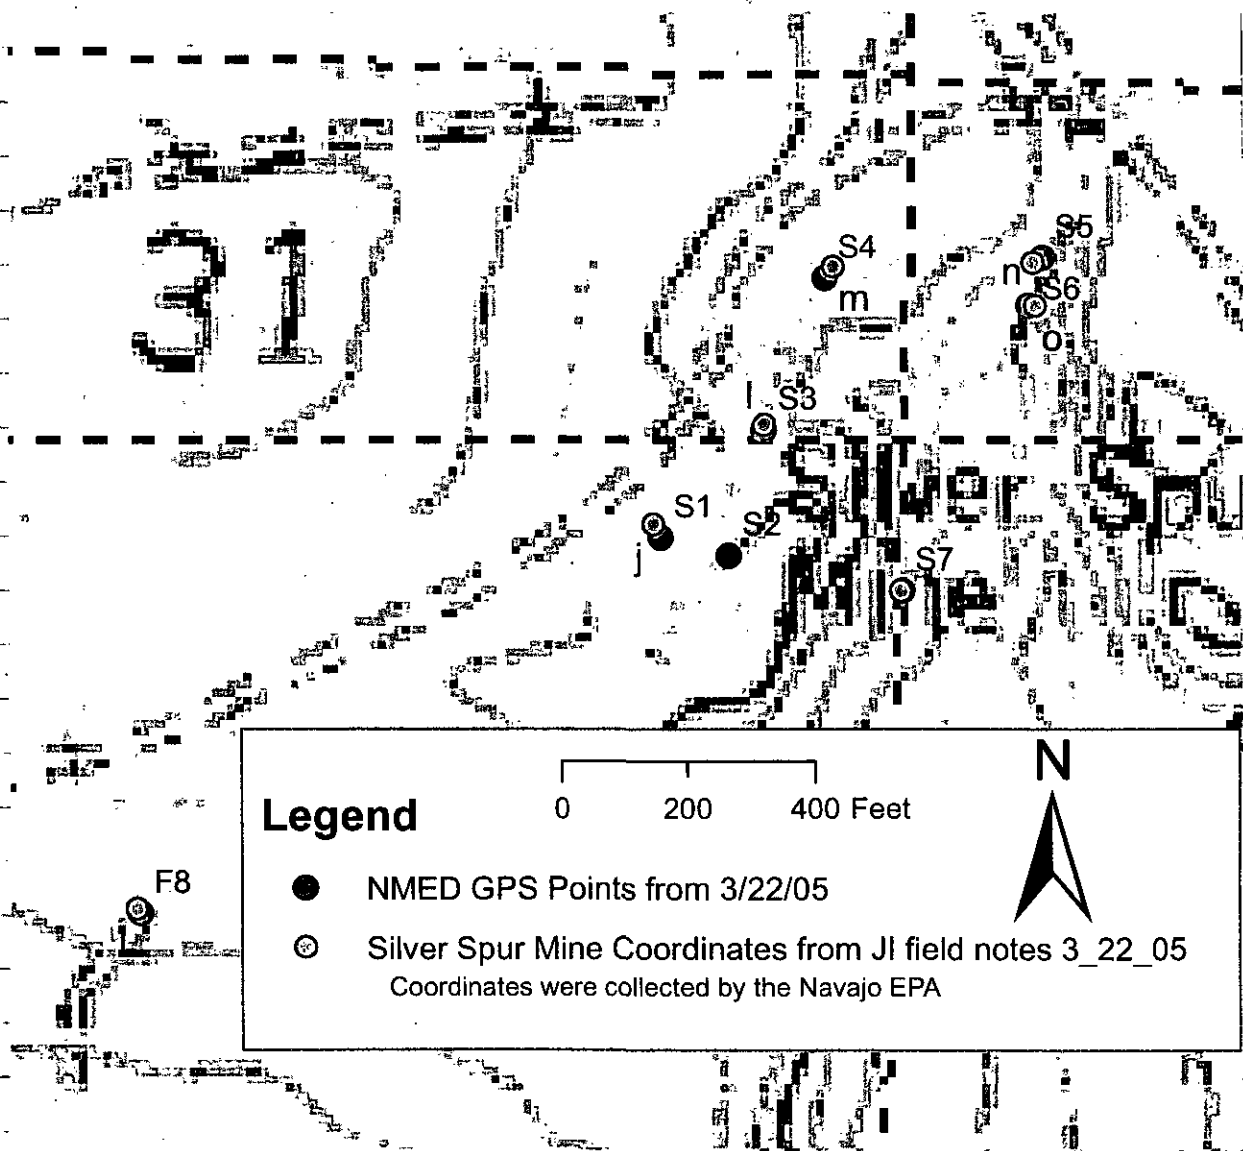 31
S5
S4
n
m
S6
o
l
S3
S1
S2
j
S7
N
0 200 400 Feet
Legend
F8
NMED GPS Points from 3/22/05
Silver Spur Mine Coordinates from JI field notes 3_22_05
Coordinates were collected by the Navajo EPA